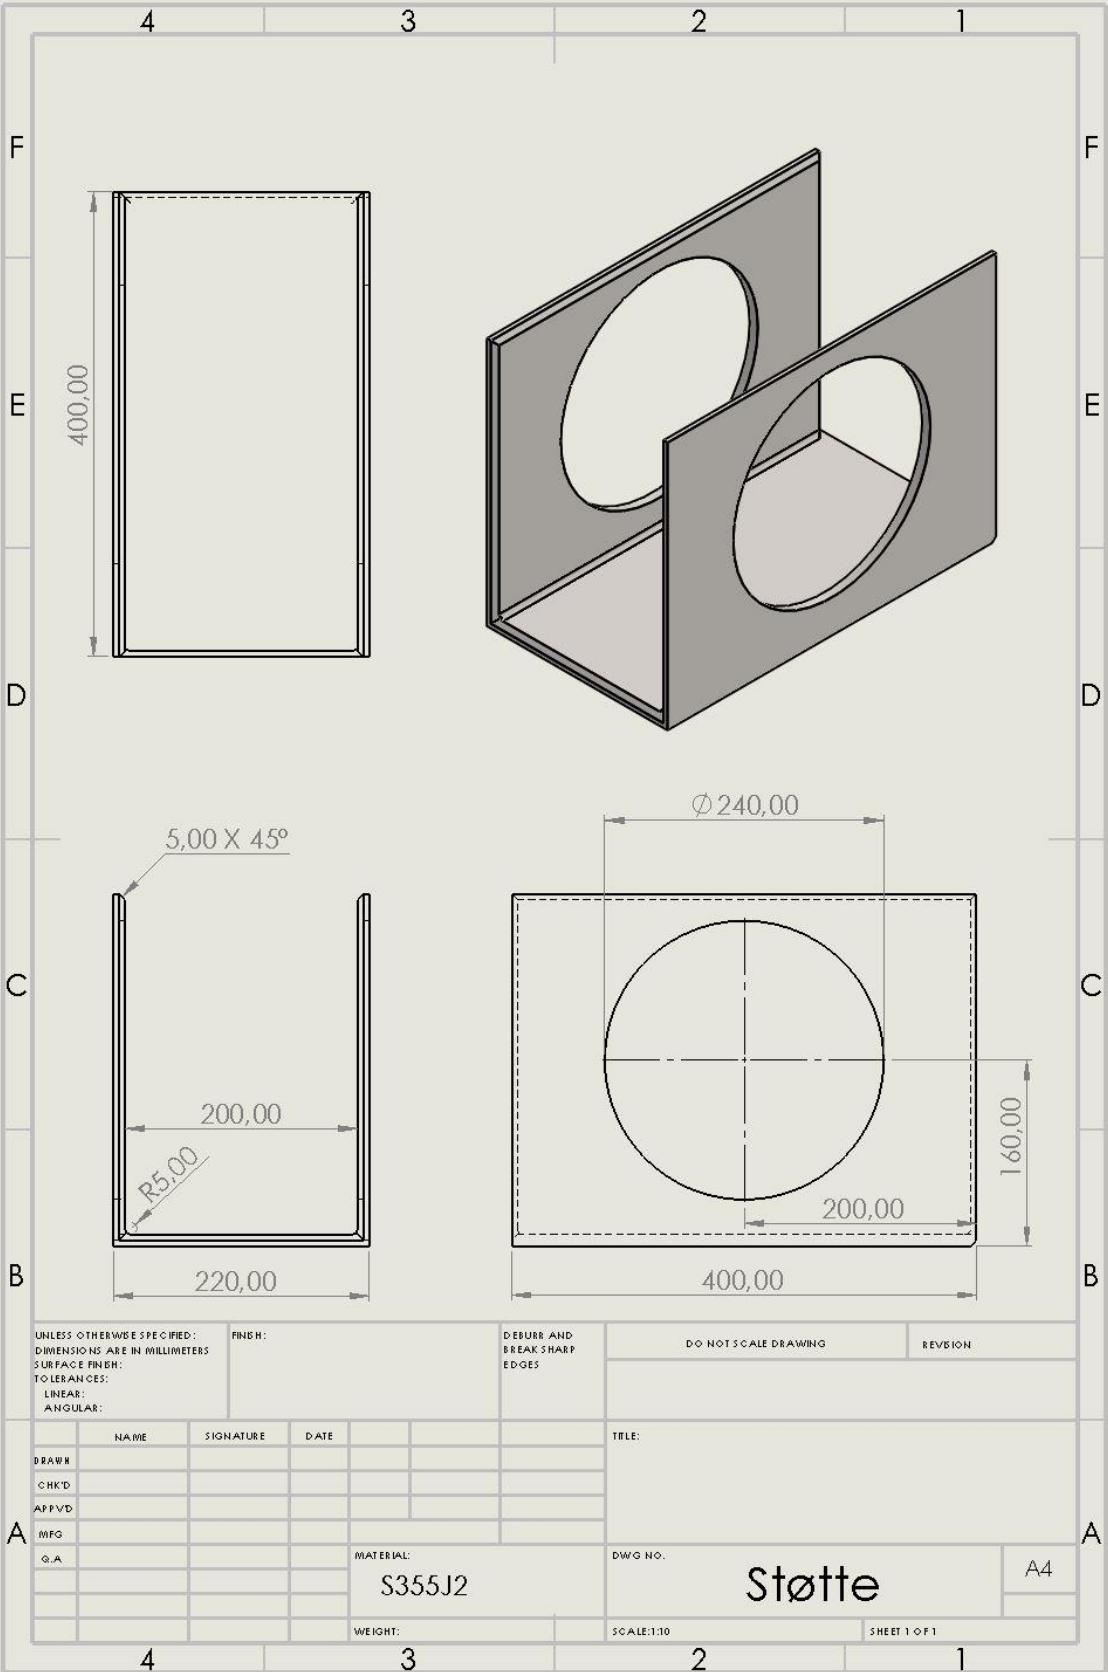 4 3 2 1
F F
400,00
E E
D D
Ø240,00
5,00 X 45°
C C
200,00
R5,00
160,00
200,00
B B
220,00
400,00
UNLESS OTHERWISE SPECIFIED:
DIMENSIONS ARE IN MILLIMETERS
SURFACE FINISH:
TOLERANCES:
LINEAR:
ANGULAR:
FINISH:
DEBURR AND
BREAK SHARP
EDGES
DO NOT SCALE DRAWING
REVISION
NAME SIGNATURE DATE
TITLE:
DRAWN
CHK'D
APPV'D
A A
MFG
Q.A
MATERIAL:
S355J2
DWG NO.
Støtte
A4
WEIGHT:
SCALE:1:10
SHEET 1 OF 1
4 3 2 1